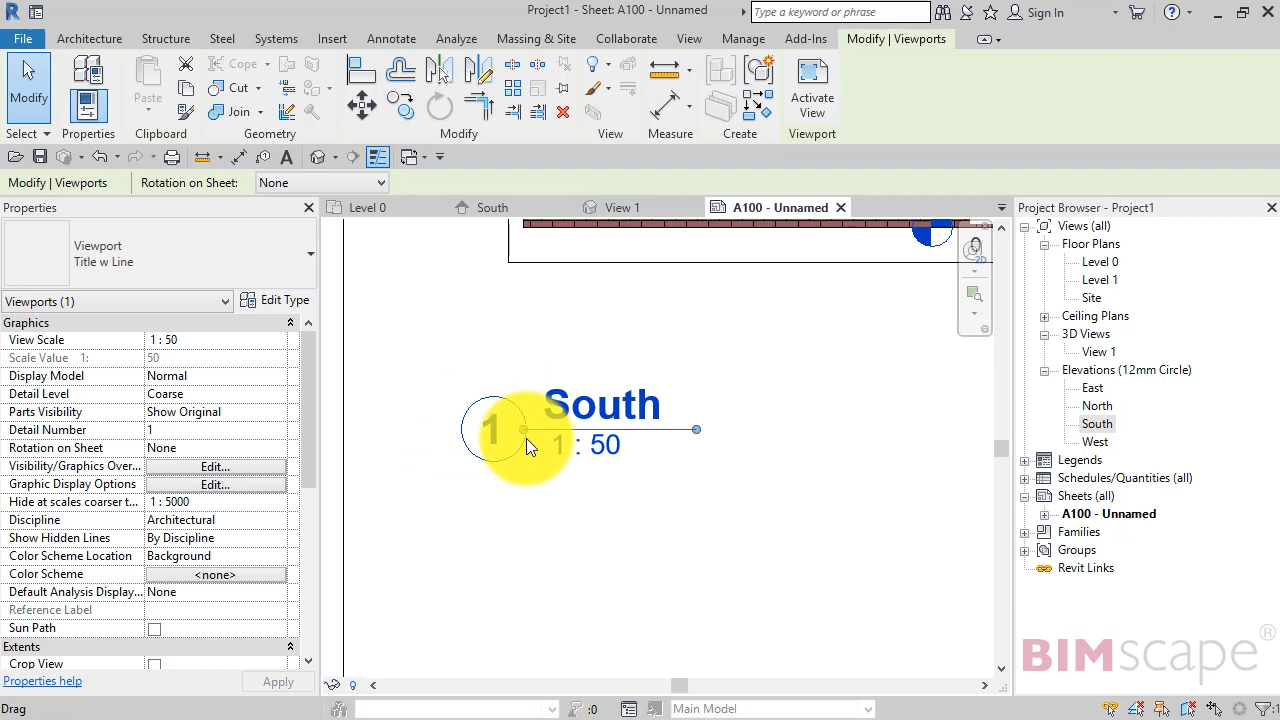 Project1 - Sheet: A100 - Unnamed
Type a keyword or phrase
Sign In
File Architecture Structure Steel Systems Insert Annotate Analyze Massing & Site Collaborate View Manage Add-Ins Modify | Viewports
Modify
Paste
Cope
Cut
Join
Activate
View
Select Properties Clipboard Geometry Modify View Measure Create Viewport
Modify | Viewports Rotation on Sheet: None
Properties
Level 0 South View 1 A100 - Unnamed
Project Browser - Project1
Viewport
Title w Line
Viewports (1) Edit Type
Graphics
View Scale 1 : 50
Scale Value 1: 50
Display Model Normal
Detail Level Coarse
Parts Visibility Show Original
Detail Number 1
Rotation on Sheet None
Visibility/Graphics Over... Edit...
Graphic Display Options Edit...
Hide at scales coarser t... 1 : 5000
Discipline Architectural
Show Hidden Lines By Discipline
Color Scheme Location Background
Color Scheme <none>
Default Analysis Display... None
Reference Label
Sun Path
Extents
Crop View
Properties help Apply
1
South
1 : 50
2D
Views (all)
Floor Plans
Level 0
Level 1
Site
Ceiling Plans
3D Views
View 1
Elevations (12mm Circle)
East
North
South
West
Legends
Schedules/Quantities (all)
Sheets (all)
A100 - Unnamed
Families
Groups
Revit Links
BIMscape®
Drag :0 Main Model :1